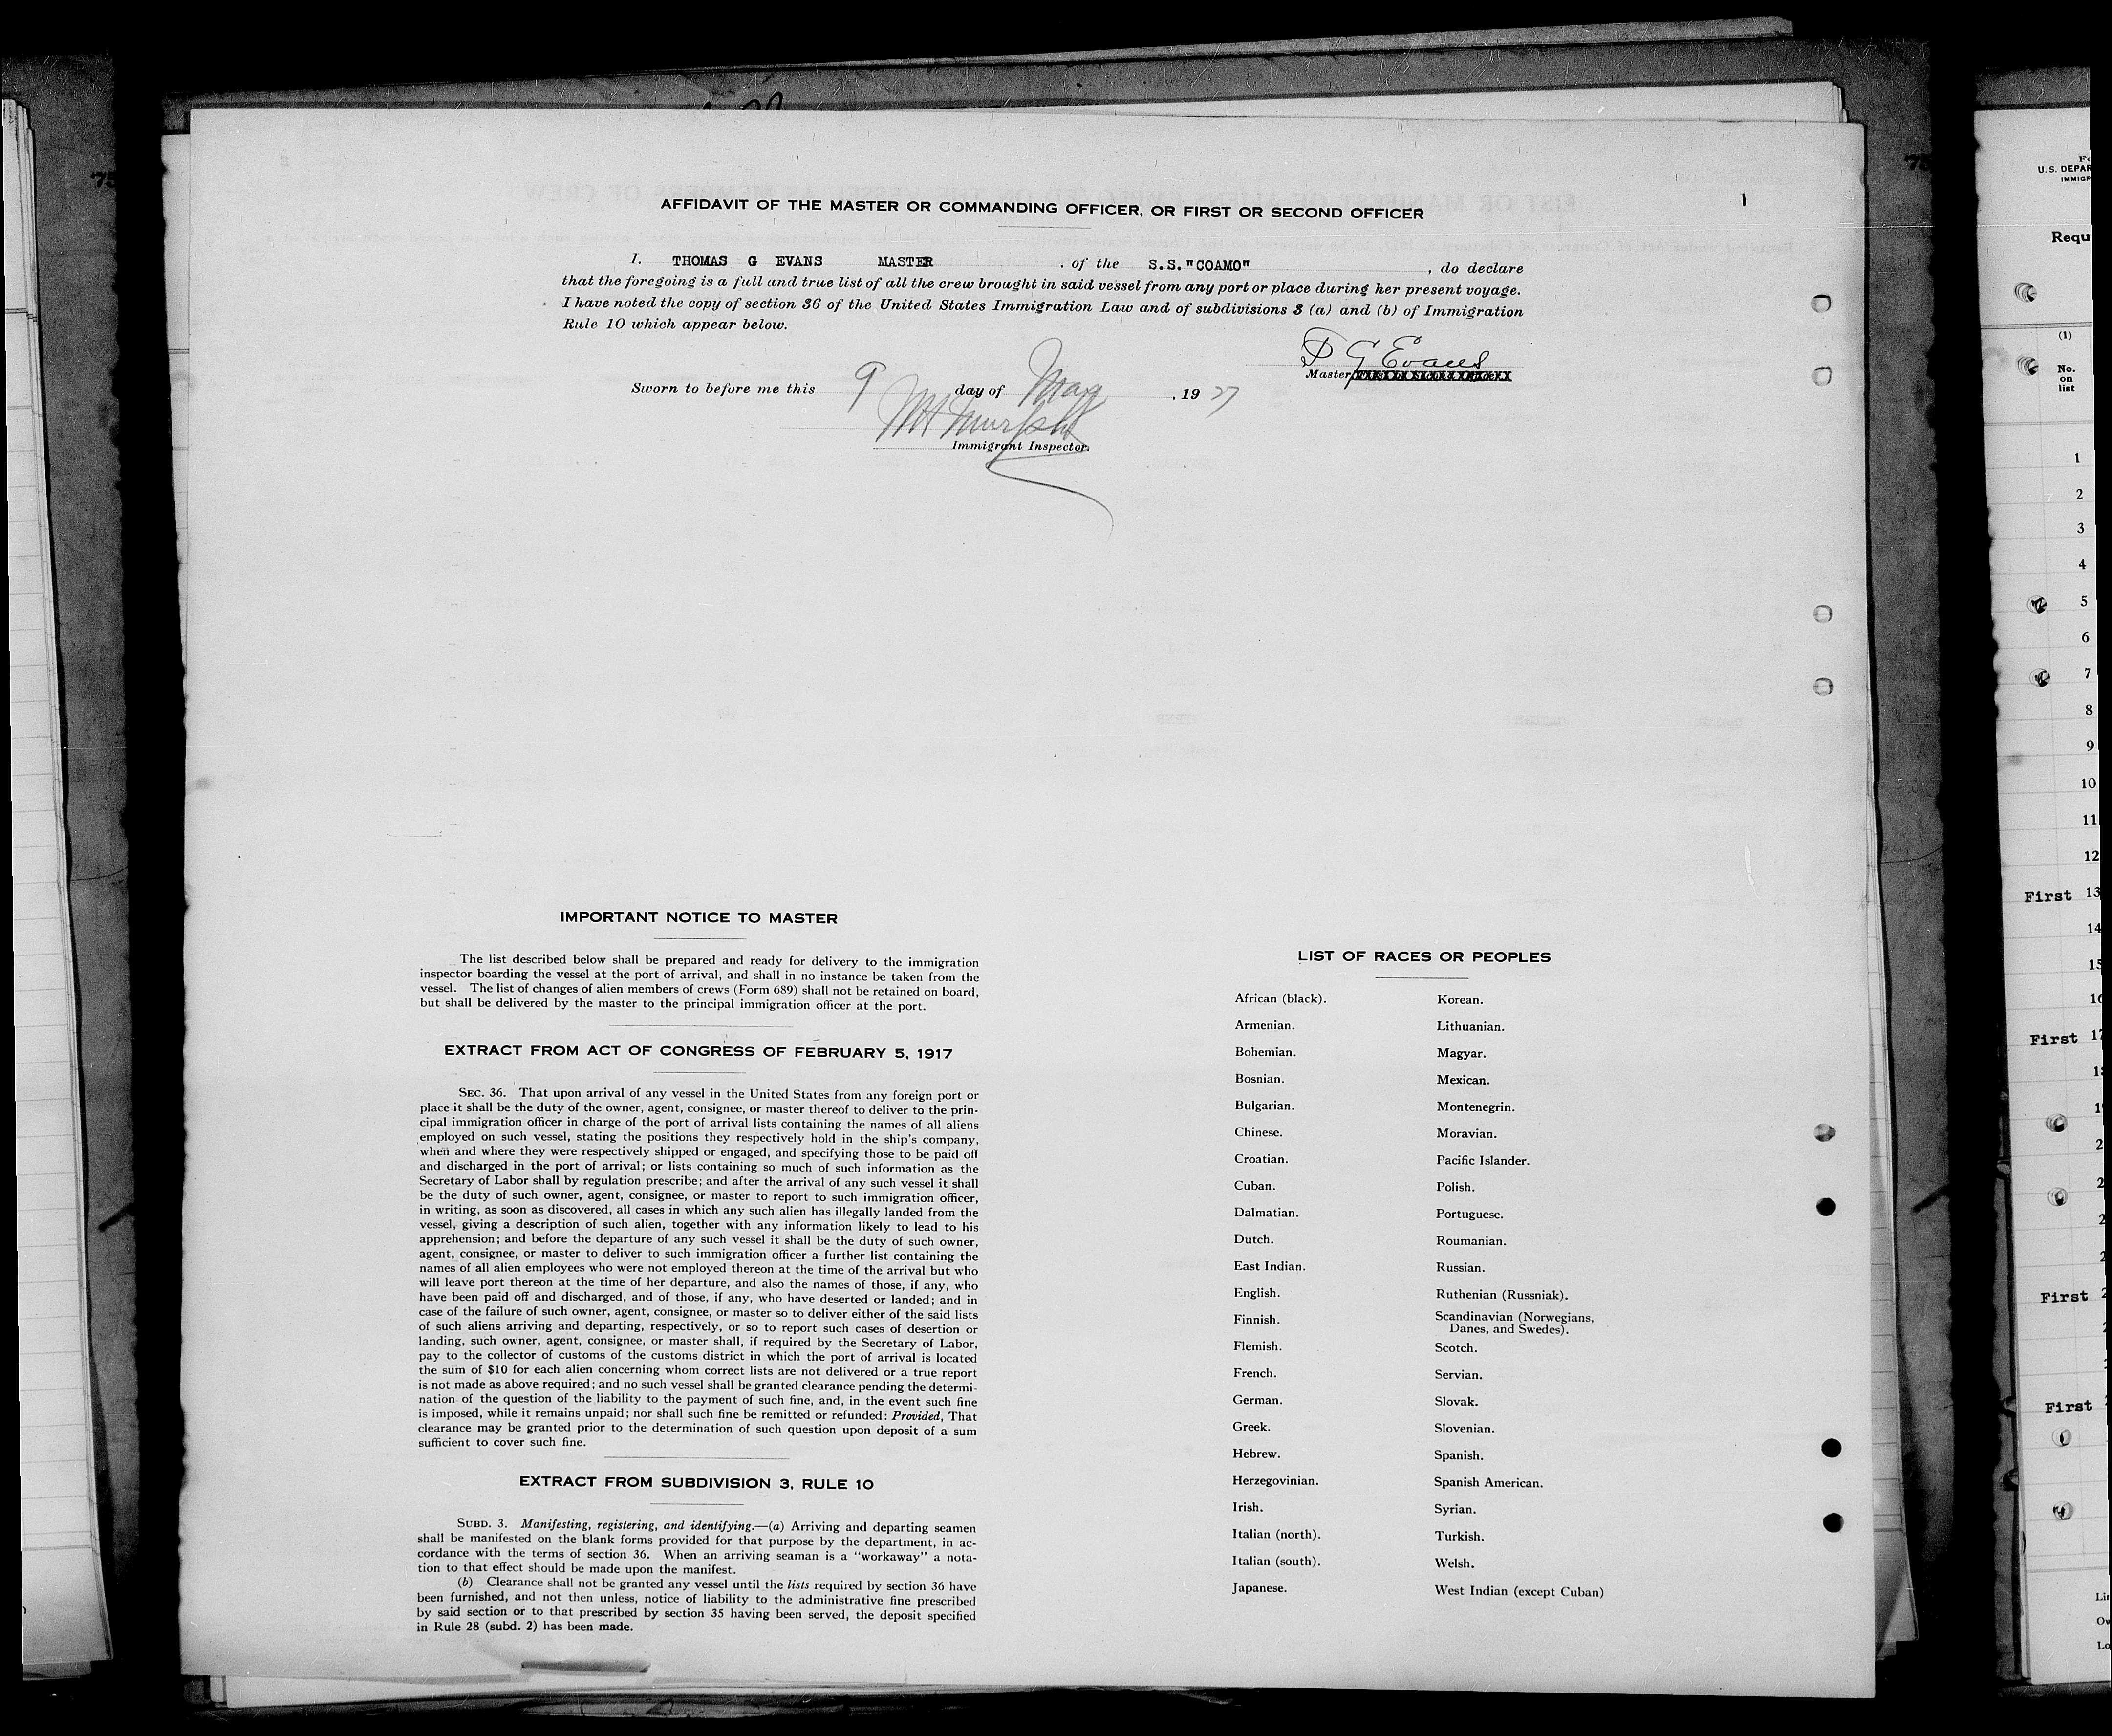 AFFIDAVIT OF THE MASTER OR COMMANDING OFFICER, OR FIRST OR SECOND OFFICER
1
I. THOMAS G EVANS MASTER , of the S.S."COAMO" , do declare
that the foregoing is a full and true list of all the crew brought in said vessel from any port or place during her present voyage.
I have noted the copy of section 36 of the United States Immigration Law and of subdivisions 3 (a) and (b) of Immigration
Rule 10 which appear below.
T G Evans
Master
Sworn to before me this 9 day of May , 19 27
Immigrant Inspector.
IMPORTANT NOTICE TO MASTER
The list described below shall be prepared and ready for delivery to the immigration
inspector boarding the vessel at the port of arrival, and shall in no instance be taken from the
vessel. The list of changes of alien members of crews (Form 689) shall not be retained on board,
but shall be delivered by the master to the principal immigration officer at the port.
EXTRACT FROM ACT OF CONGRESS OF FEBRUARY 5, 1917
SEC. 36. That upon arrival of any vessel in the United States from any foreign port or
place it shall be the duty of the owner, agent, consignee, or master thereof to deliver to the prin-
cipal immigration officer in charge of the port of arrival lists containing the names of all aliens
employed on such vessel, stating the positions they respectively hold in the ship's company,
when and where they were respectively shipped or engaged, and specifying those to be paid off
and discharged in the port of arrival; or lists containing so much of such information as the
Secretary of Labor shall by regulation prescribe; and after the arrival of any such vessel it shall
be the duty of such owner, agent, consignee, or master to report to such immigration officer,
in writing, as soon as discovered, all cases in which any such alien has illegally landed from the
vessel, giving a description of such alien, together with any information likely to lead to his
apprehension; and before the departure of any such vessel it shall be the duty of such owner,
agent, consignee, or master to deliver to such immigration officer a further list containing the
names of all alien employees who were not employed thereon at the time of the arrival but who
will leave port thereon at the time of her departure, and also the names of those, if any, who
have been paid off and discharged, and of those, if any, who have deserted or landed; and in
case of the failure of such owner, agent, consignee, or master so to deliver either of the said lists
of such aliens arriving and departing, respectively, or so to report such cases of desertion or
landing, such owner, agent, consignee, or master shall, if required by the Secretary of Labor,
pay to the collector of customs of the customs district in which the port of arrival is located
the sum of $10 for each alien concerning whom correct lists are not delivered or a true report
is not made as above required; and no such vessel shall be granted clearance pending the determi-
nation of the question of the liability to the payment of such fine, and, in the event such fine
is imposed, while it remains unpaid; nor shall such fine be remitted or refunded: Provided, That
clearance may be granted prior to the determination of such question upon deposit of a sum
sufficient to cover such fine.
EXTRACT FROM SUBDIVISION 3, RULE 10
SUBD. 3. Manifesting, registering, and identifying.—(a) Arriving and departing seamen
shall be manifested on the blank forms provided for that purpose by the department, in ac-
cordance with the terms of section 36. When an arriving seaman is a "workaway" a nota-
tion to that effect should be made upon the manifest.
(b) Clearance shall not be granted any vessel until the lists required by section 36 have
been furnished, and not then unless, notice of liability to the administrative fine prescribed
by said section or to that prescribed by section 35 having been served, the deposit specified
in Rule 28 (subd. 2) has been made.
LIST OF RACES OR PEOPLES
African (black).
Armenian.
Bohemian.
Bosnian.
Bulgarian.
Chinese.
Croatian.
Cuban.
Dalmatian.
Dutch.
East Indian.
English.
Finnish.
Flemish.
French.
German.
Greek.
Hebrew.
Herzegovinian.
Irish.
Italian (north).
Italian (south).
Japanese.
Korean.
Lithuanian.
Magyar.
Mexican.
Montenegrin.
Moravian.
Pacific Islander.
Polish.
Portuguese.
Roumanian.
Russian.
Ruthenian (Russniak).
Scandinavian (Norwegians,
Danes, and Swedes).
Scotch.
Servian.
Slovak.
Slovenian.
Spanish.
Spanish American.
Syrian.
Turkish.
Welsh.
West Indian (except Cuban)
U.S. DEPAR
IMMIGR
Requ
(1)
No.
on
list
1
2
3
4
5
6
7
8
9
10
11
12
First 13
14
First
First
First